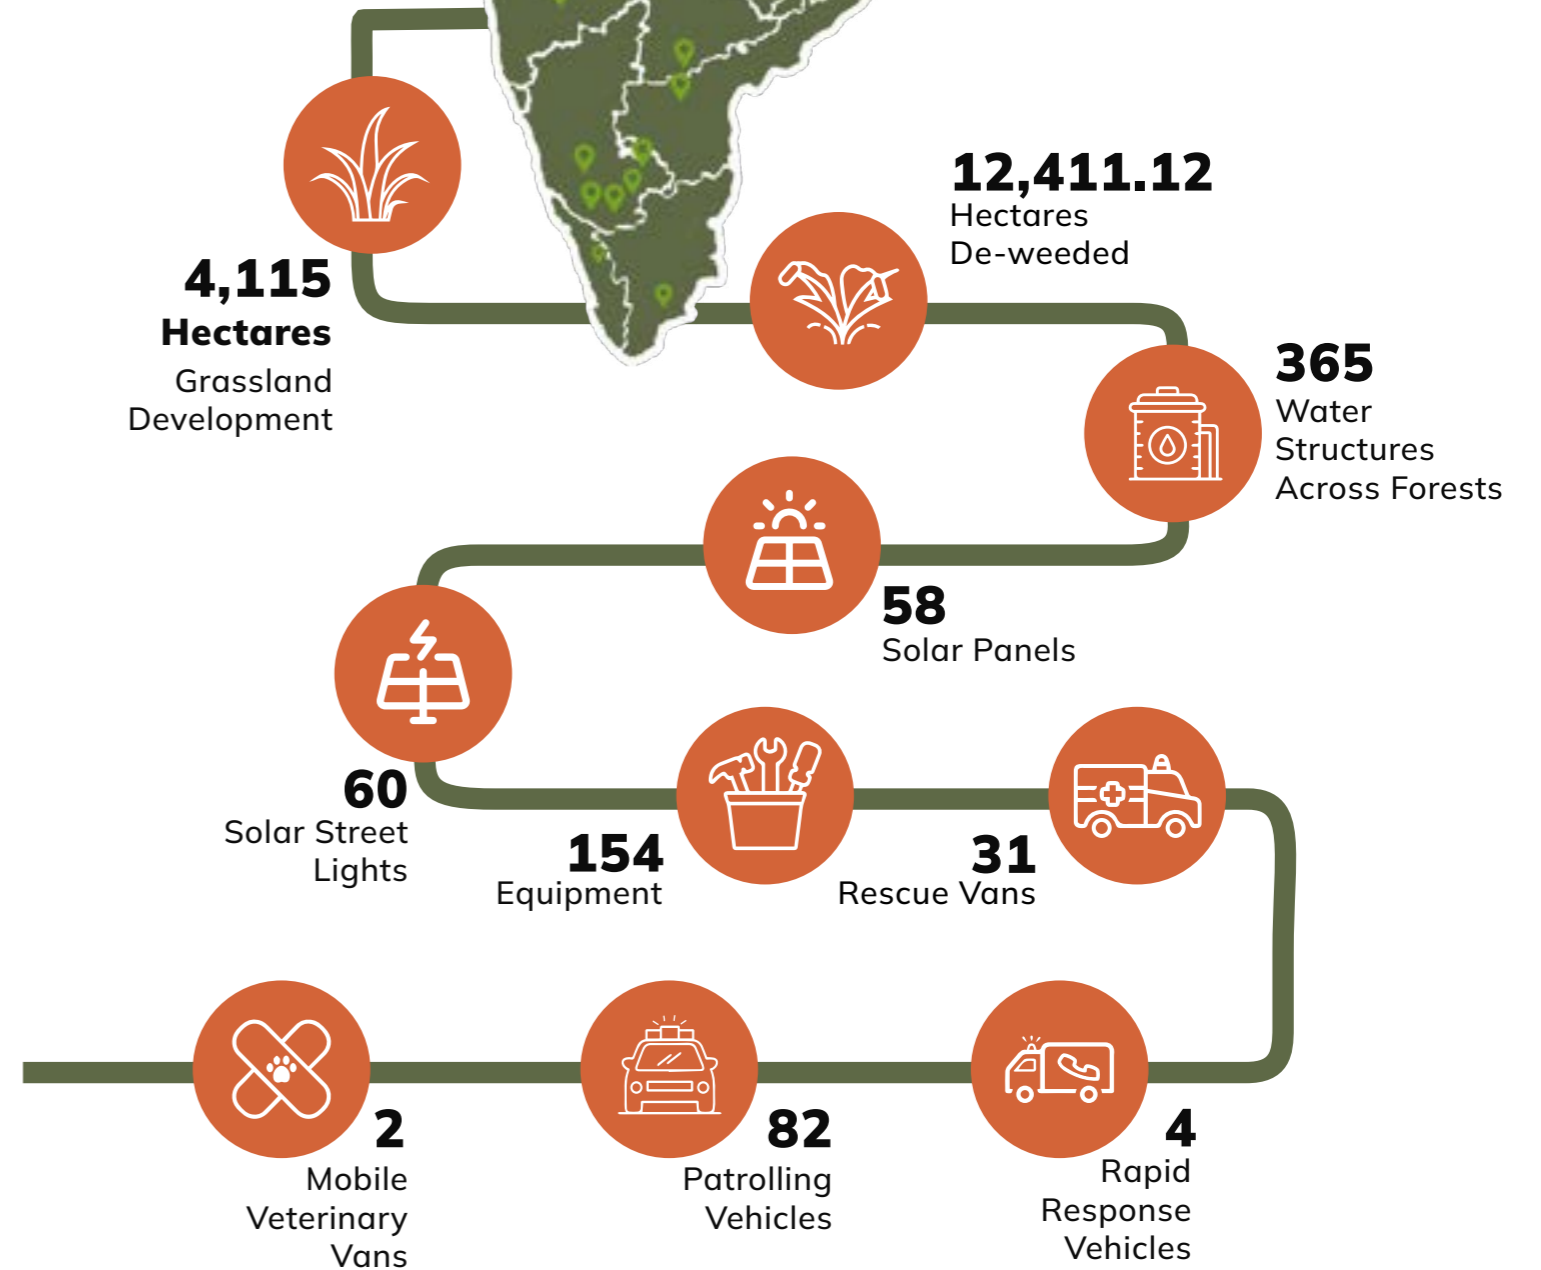 12,411.12
Hectares
De-weeded
4,115
Hectares
Grassland
Development
365
Water
Structures
Across Forests
58
Solar Panels
60
Solar Street
Lights
154
Equipment
31
Rescue Vans
2
Mobile
Veterinary
Vans
82
Patrolling
Vehicles
4
Rapid
Response
Vehicles